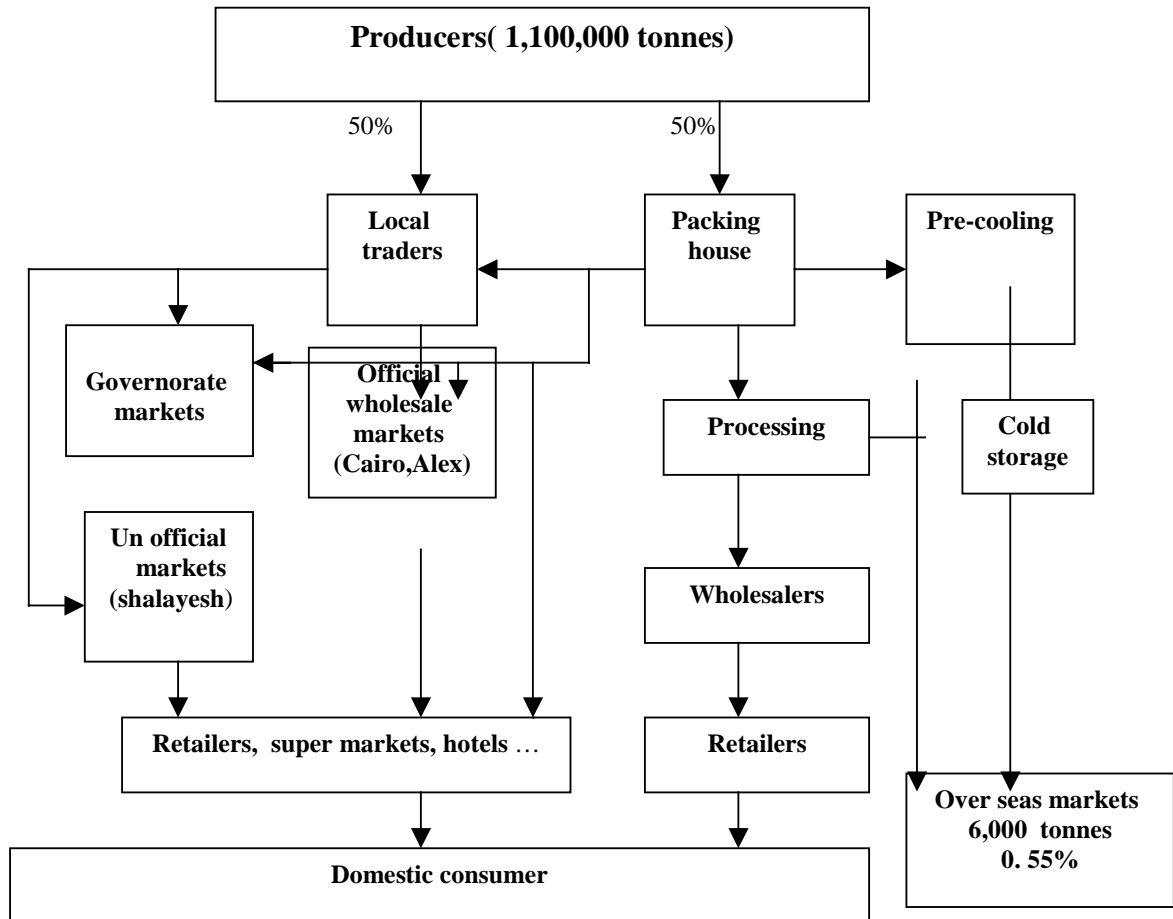 Producers( 1,100,000 tonnes)
50%
50%
Local
traders
Packing
house
Pre-cooling
Governorate
markets
Official
wholesale
markets
(Cairo,Alex)
Processing
Cold
storage
Un official
markets
(shalayesh)
Wholesalers
Retailers, super markets, hotels …
Retailers
Over seas markets
6,000 tonnes
0. 55%
Domestic consumer